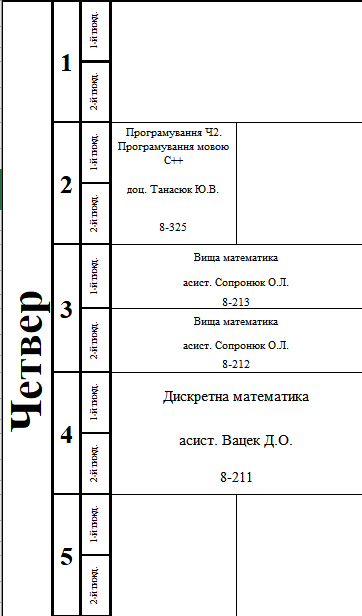 Четвер
1
1-й тижд.
2-й тижд.
2
1-й тижд.
2-й тижд.
Програмування Ч2.
Програмування мовою
С++
доц. Танасюк Ю.В.
8-325
3
1-й тижд.
Вища математика
асист. Сопронюк О.Л.
8-213
2-й тижд.
Вища математика
асист. Сопронюк О.Л.
8-212
4
1-й тижд.
2-й тижд.
Дискретна математика
асист. Вацек Д.О.
8-211
5
1-й тижд.
2-й тижд.